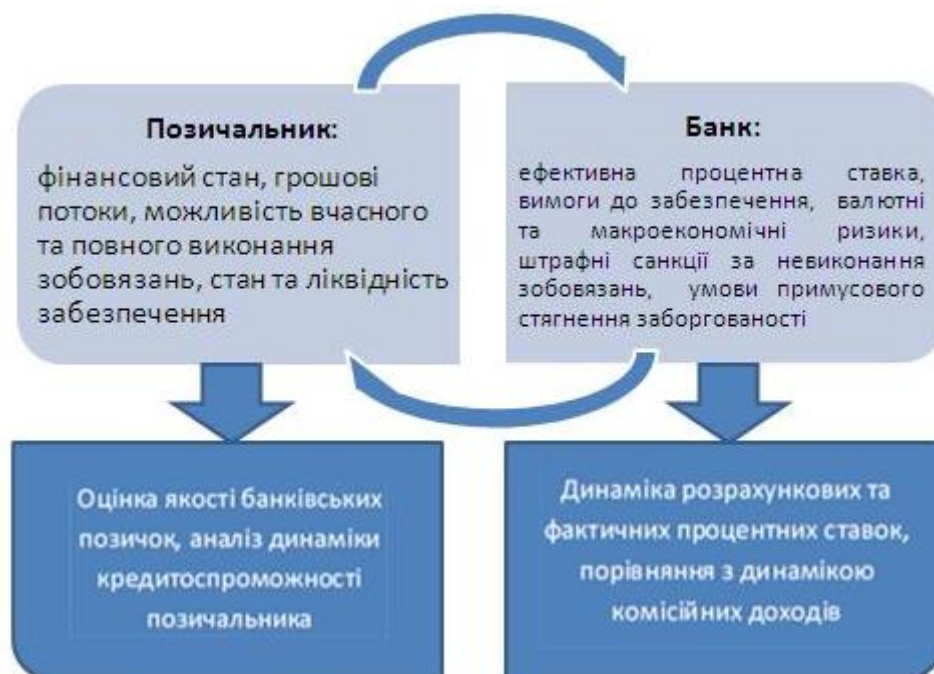 Позичальник:
фінансовий стан, грошові
потоки, можливість вчасного
та повного виконання
зобовязань, стан та ліквідність
забезпечення
Банк:
ефективна процентна ставка,
вимоги до забезпечення, валютні
та макроекономічні ризики,
штрафні санкції за невиконання
зобовязань, умови примусового
стягнення заборгованості
Оцінка якості банківських
позичок, аналіз динаміки
кредитоспроможності
позичальника
Динаміка розрахункових та
фактичних процентних ставок,
порівняння з динамікою
комісійних доходів